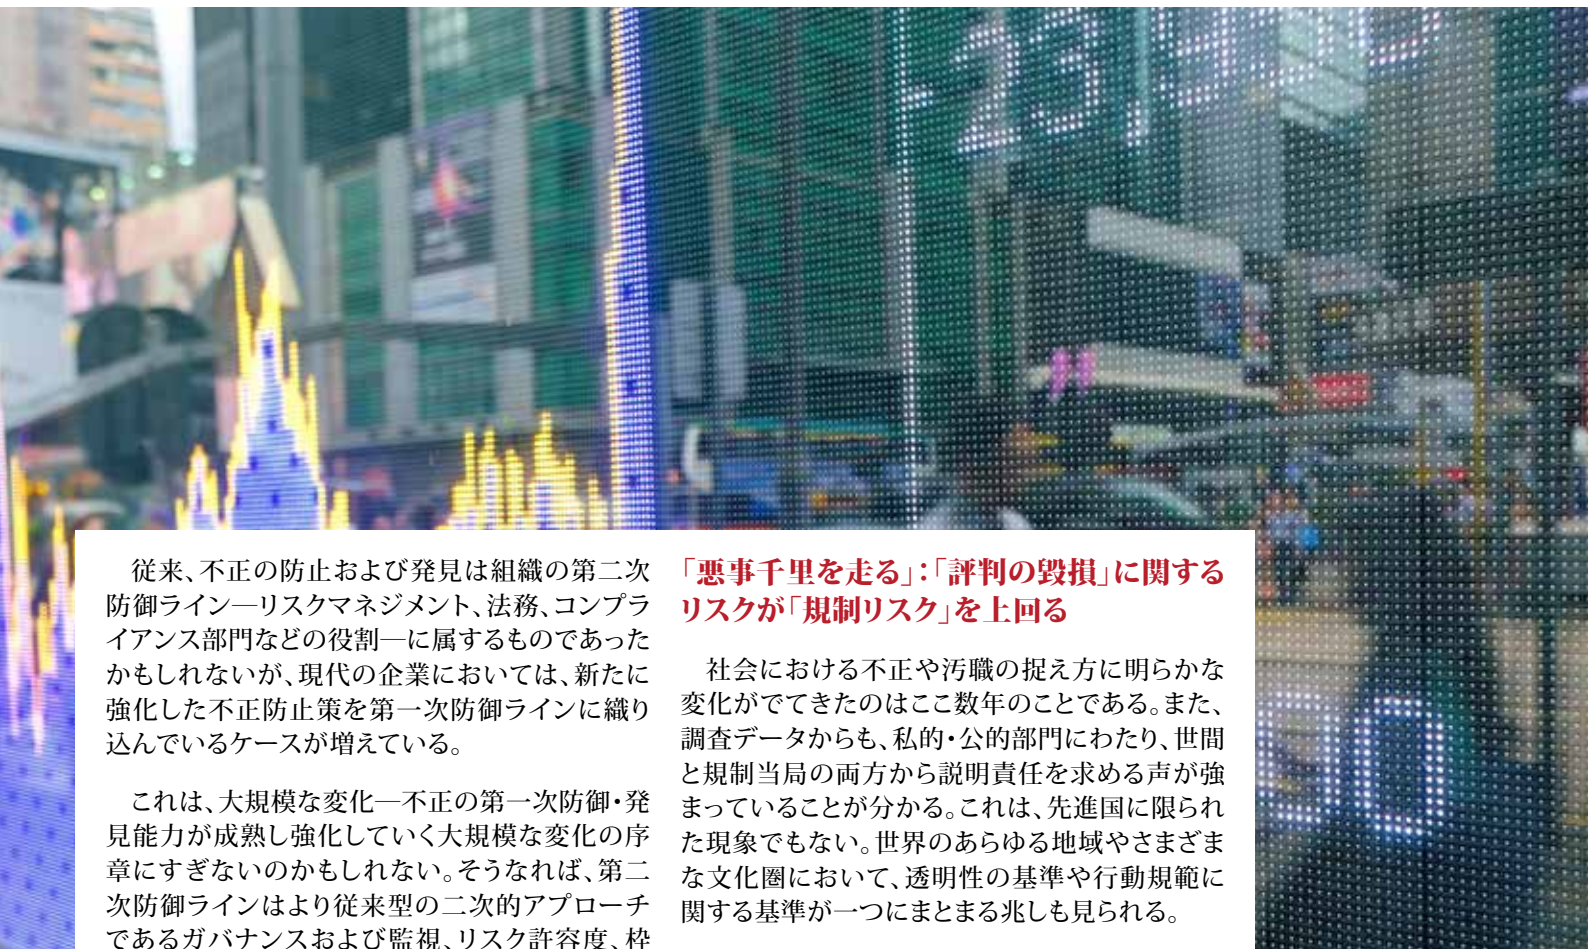 従来、不正の防止および発見は組織の第二次
防御ライン―リスクマネジメント、法務、コンプラ
イアンス部門などの役割―に属するものであった
かもしれないが、現代の企業においては、新たに
強化した不正防止策を第一次防御ラインに織り
込んでいるケースが増えている。
これは、大規模な変化―不正の第一次防御・発
見能力が成熟し強化していく大規模な変化の序
章にすぎないのかもしれない。そうなれば、第二
次防御ラインはより従来型の二次的アプローチ
であるガバナンスおよび監視、リスク許容度、枠
「悪事千里を走る」:「評判の毀損」に関する
リスクが「規制リスク」を上回る
社会における不正や汚職の捉え方に明らかな
変化がでてきたのはここ数年のことである。また、
調査データからも、私的・公的部門にわたり、世間
と規制当局の両方から説明責任を求める声が強
まっていることが分かる。これは、先進国に限られ
た現象でもない。世界のあらゆる地域やさまざま
な文化圏において、透明性の基準や行動規範に
関する基準が一つにまとまる兆しも見られる。